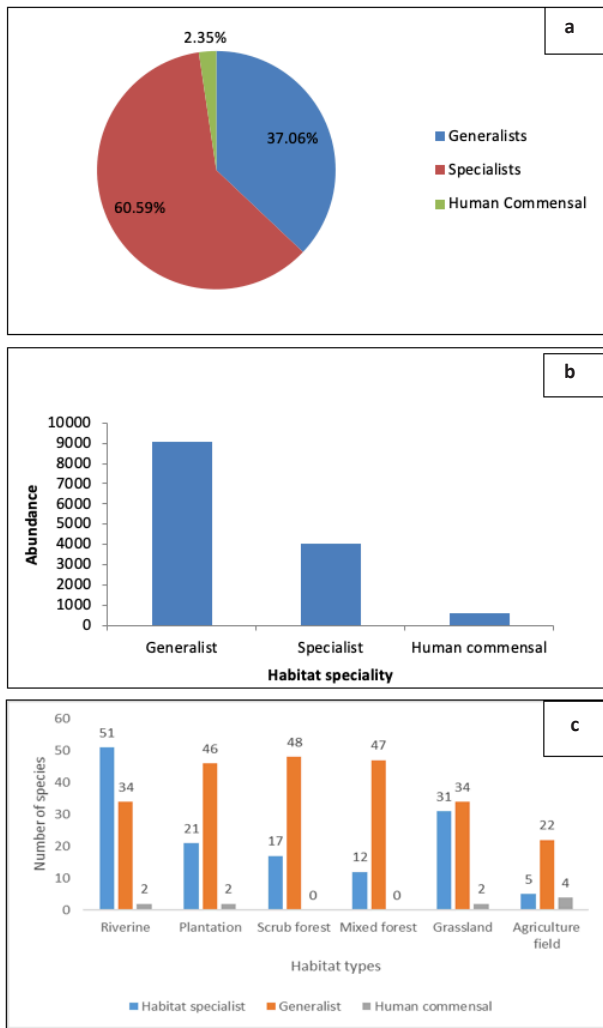 a
2.35%
37.06%
60.59%
Generalists
Specialists
Human Commensal
b
10000
9000
8000
7000
6000
5000
4000
3000
2000
1000
0
Abundance
Generalist Specialist Human commensal
Habitat speciality
c
60
50
40
30
20
10
0
Number of species
51 34 2
21 46 2
17 48 0
12 47 0
31 34 2
5 22 4
Riverine Plantation Scrub forest Mixed forest Grassland Agriculture
field
Habitat types
Habitat specialist Generalist Human commensal